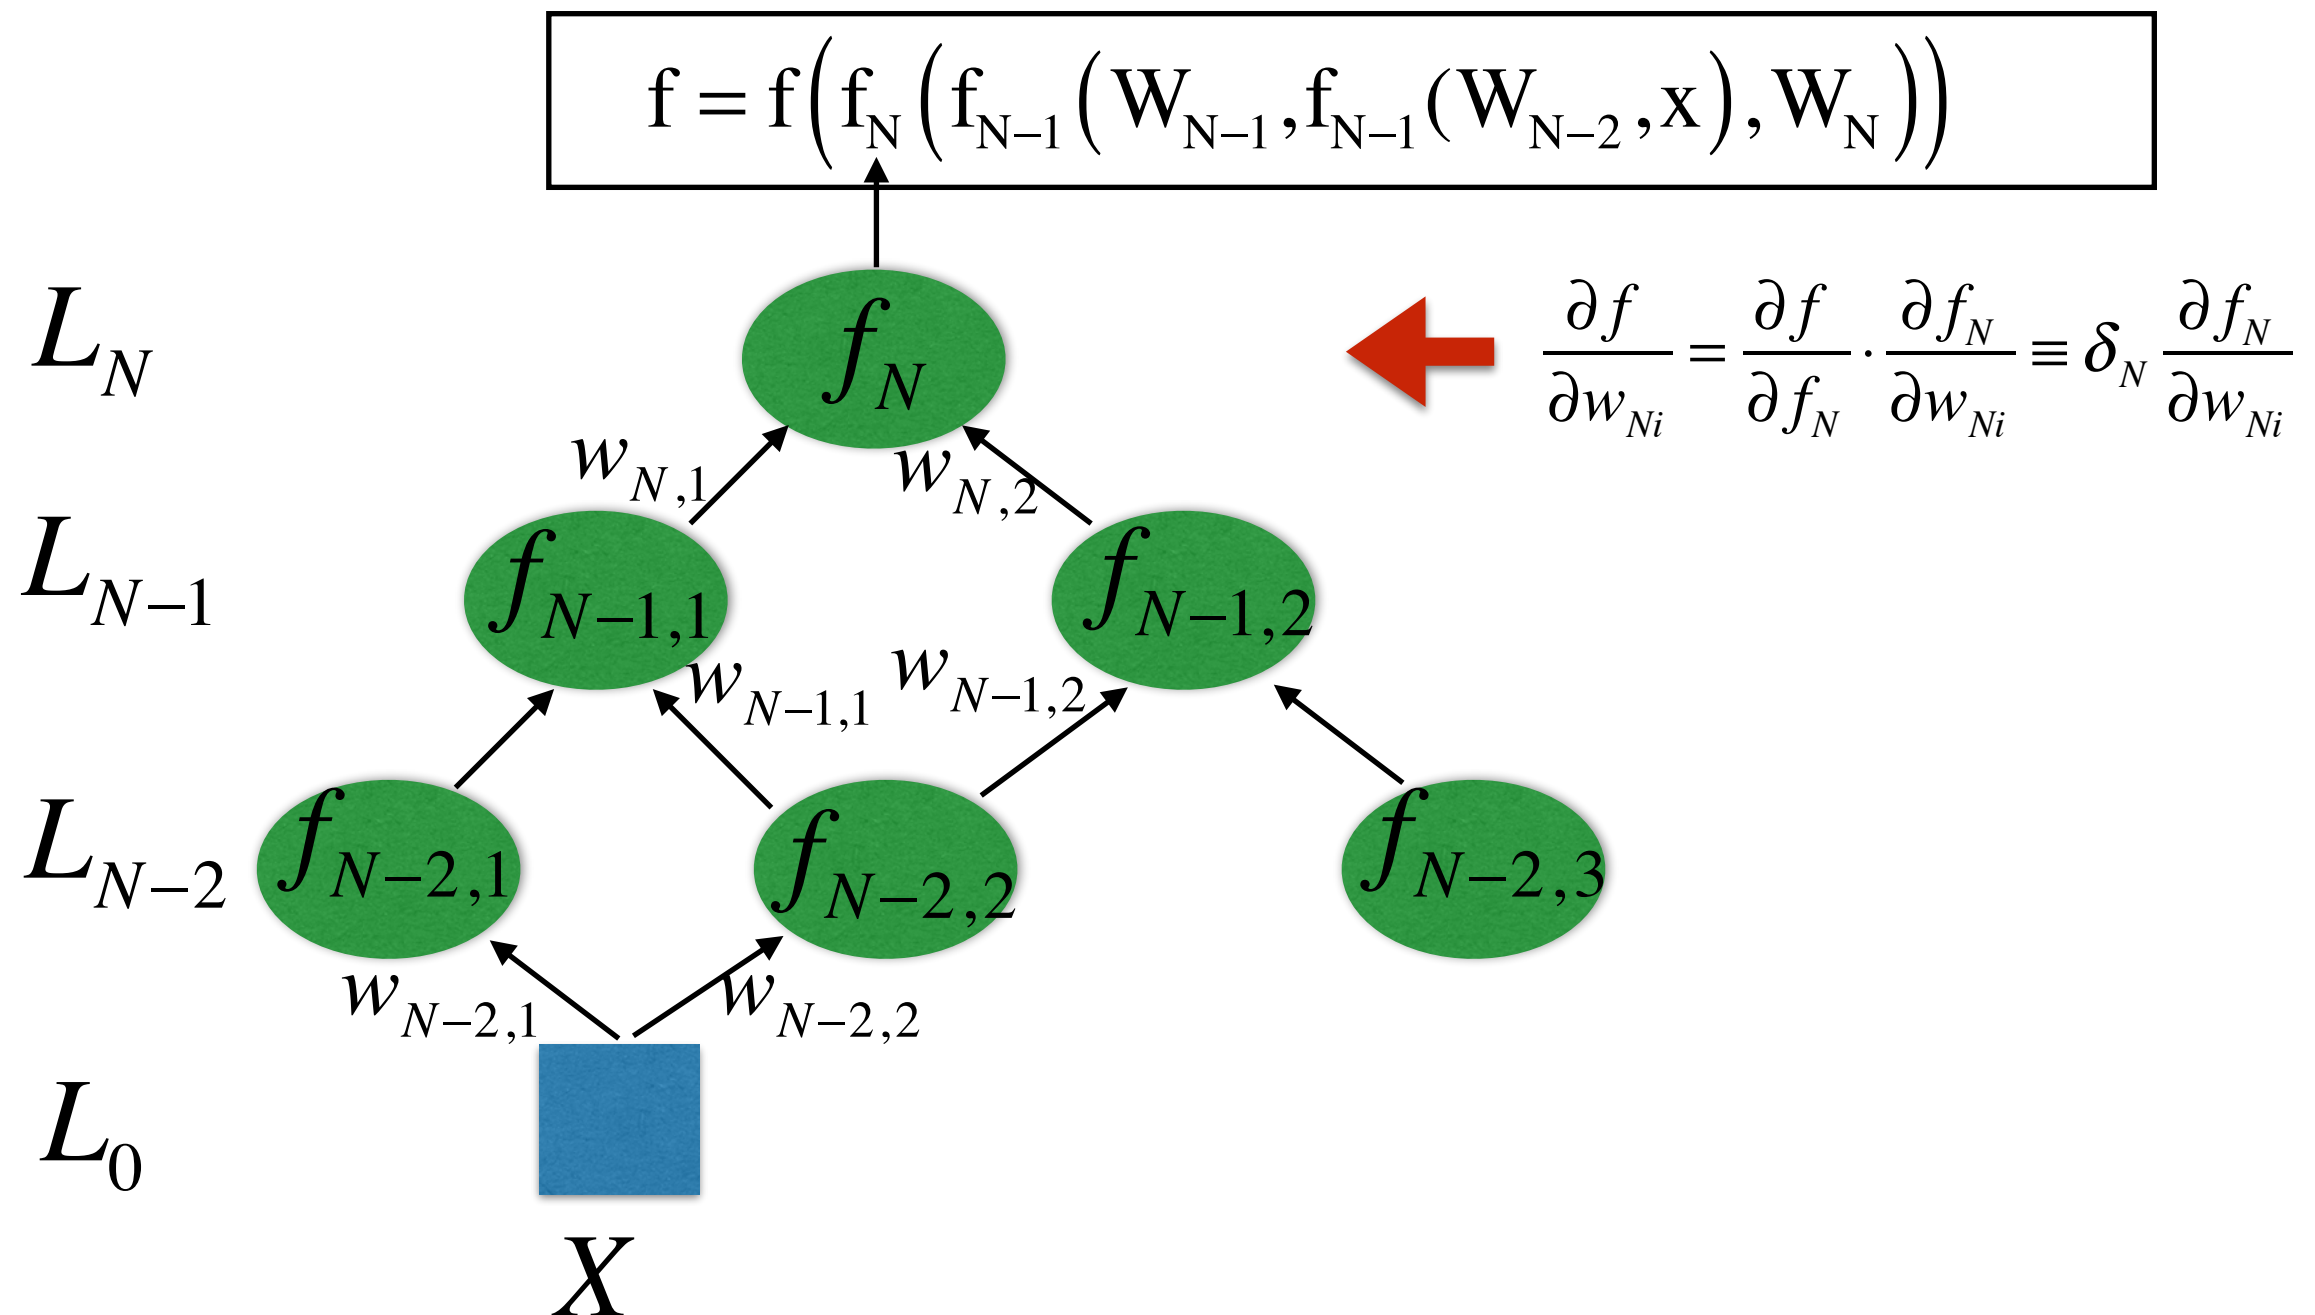 f = f(f_N(f_{N−1}(W_{N−1},f_{N−1}(W_{N−2},x),W_N))
L_N
f_N
∂f/∂w_{Ni} = ∂f/∂f_N · ∂f_N/∂w_{Ni} ≡ δ_N ∂f_N/∂w_{Ni}
w_{N,1} w_{N,2}
L_{N−1}
f_{N−1,1} f_{N−1,2}
w_{N−1,1} w_{N−1,2}
L_{N−2}
f_{N−2,1} f_{N−2,2} f_{N−2,3}
w_{N−2,1} w_{N−2,2}
L_0
X